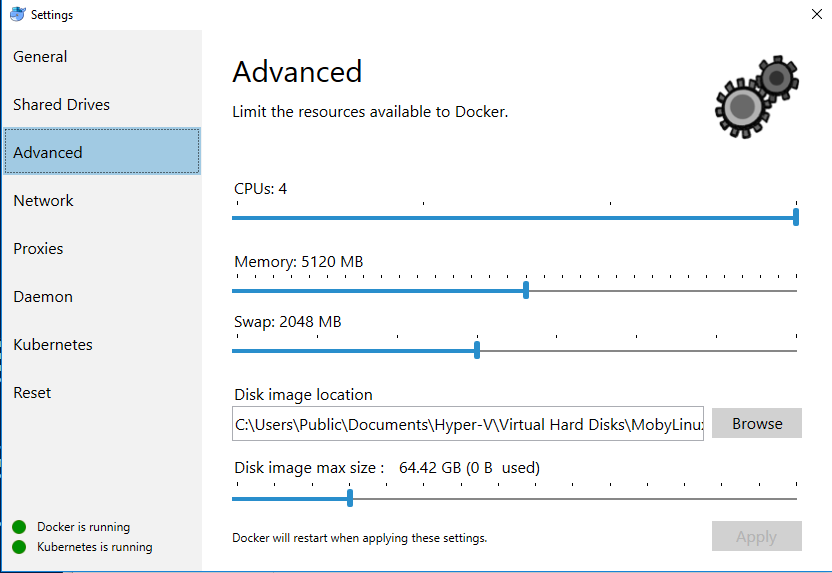 Settings
General
Shared Drives
Advanced
Network
Proxies
Daemon
Kubernetes
Reset
Docker is running
Kubernetes is running
Advanced
Limit the resources available to Docker.
CPUs: 4
Memory: 5120 MB
Swap: 2048 MB
Disk image location
C:\Users\Public\Documents\Hyper-V\Virtual Hard Disks\MobyLinux
Browse
Disk image max size : 64.42 GB (0 B used)
Docker will restart when applying these settings.
Apply